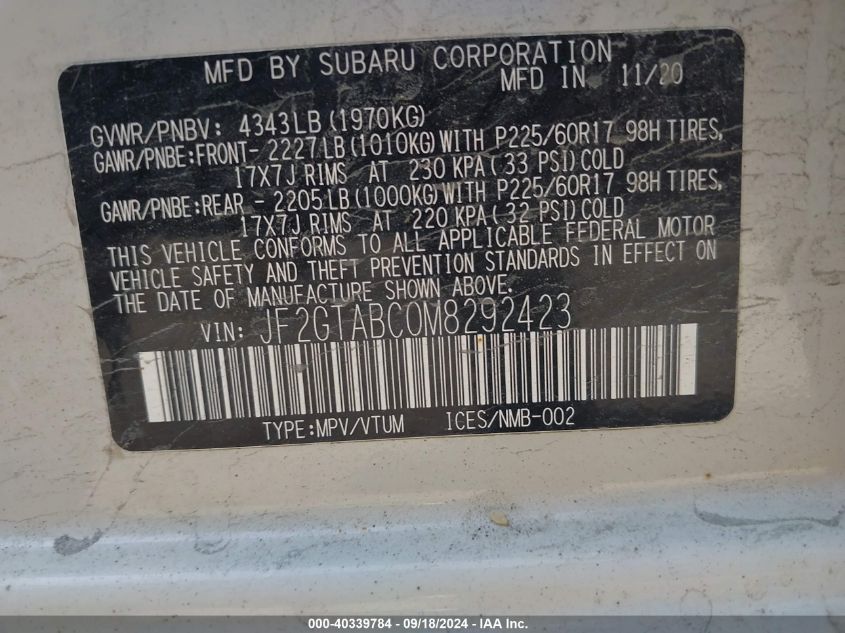 MFD BY SUBARU CORPORATION
MFD IN 11/20
GVWR/PNBV: 4343LB(1970KG)
GAWR/PNBE:FRONT- 2227LB(1010KG)WITH P225/60R17 98H TIRES,
17X7J RIMS AT 230 KPA(33 PSI)COLD
GAWR/PNBE:REAR - 2205LB(1000KG)WITH P225/60R17 98H TIRES,
17X7J RIMS AT 220 KPA(32 PSI)COLD
THIS VEHICLE CONFORMS TO ALL APPLICABLE FEDERAL MOTOR
VEHICLE SAFETY AND THEFT PREVENTION STANDARDS IN EFFECT ON
THE DATE OF MANUFACTURE SHOWN ABOVE.
VIN: JF2GTABC0M8292423
TYPE:MPV/VTUM ICES/NMB-002
000-40339784 - 09/18/2024 - IAA Inc.